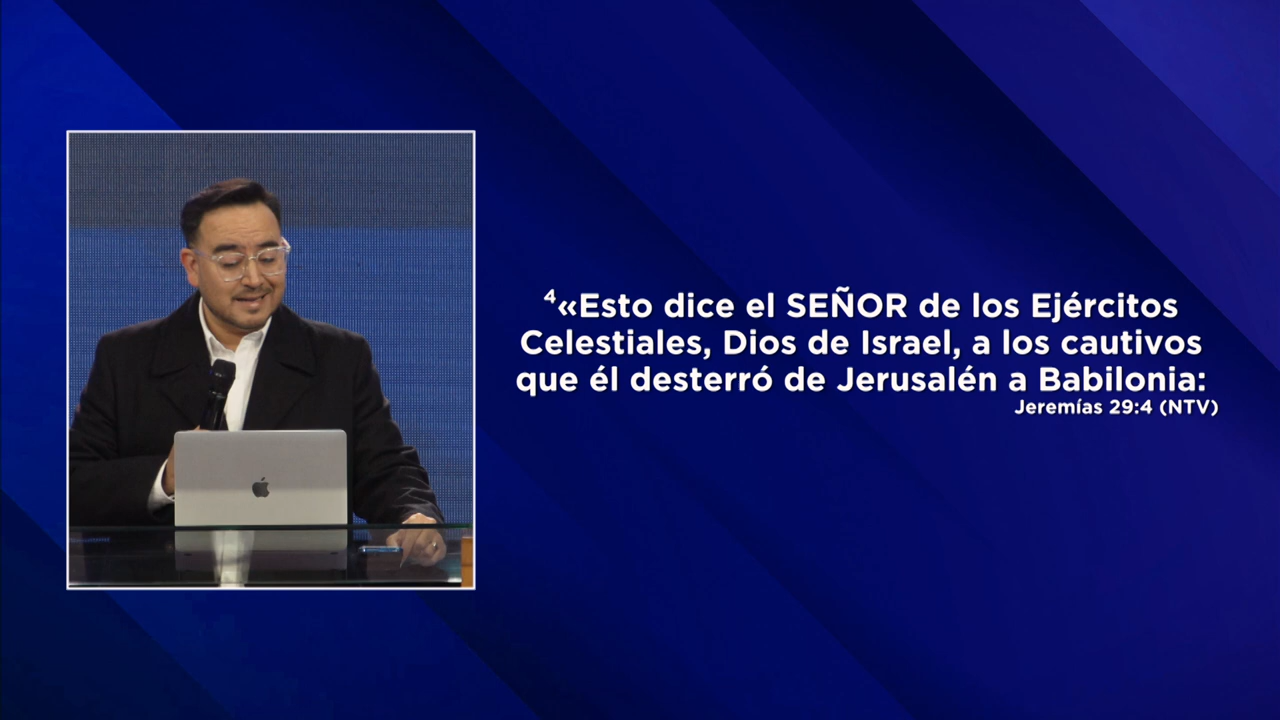 ⁴«Esto dice el SEÑOR de los Ejércitos
Celestiales, Dios de Israel, a los cautivos
que él desterró de Jerusalén a Babilonia:
Jeremías 29:4 (NTV)